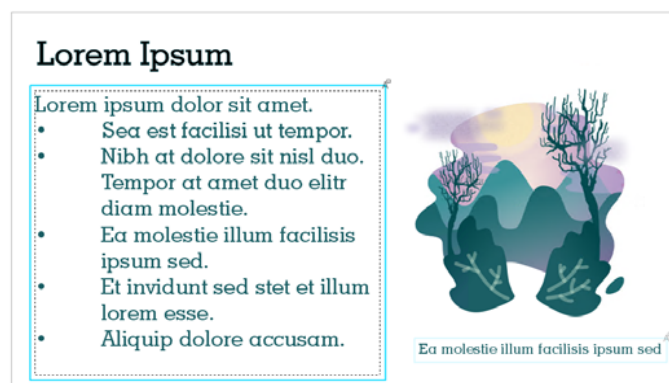 Lorem Ipsum
Lorem ipsum dolor sit amet.
• Sea est facilisi ut tempor.
• Nibh at dolore sit nisl duo.
Tempor at amet duo elitr
diam molestie.
• Ea molestie illum facilisis
ipsum sed.
• Et invidunt sed stet et illum
lorem esse.
• Aliquip dolore accusam.
Ea molestie illum facilisis ipsum sed